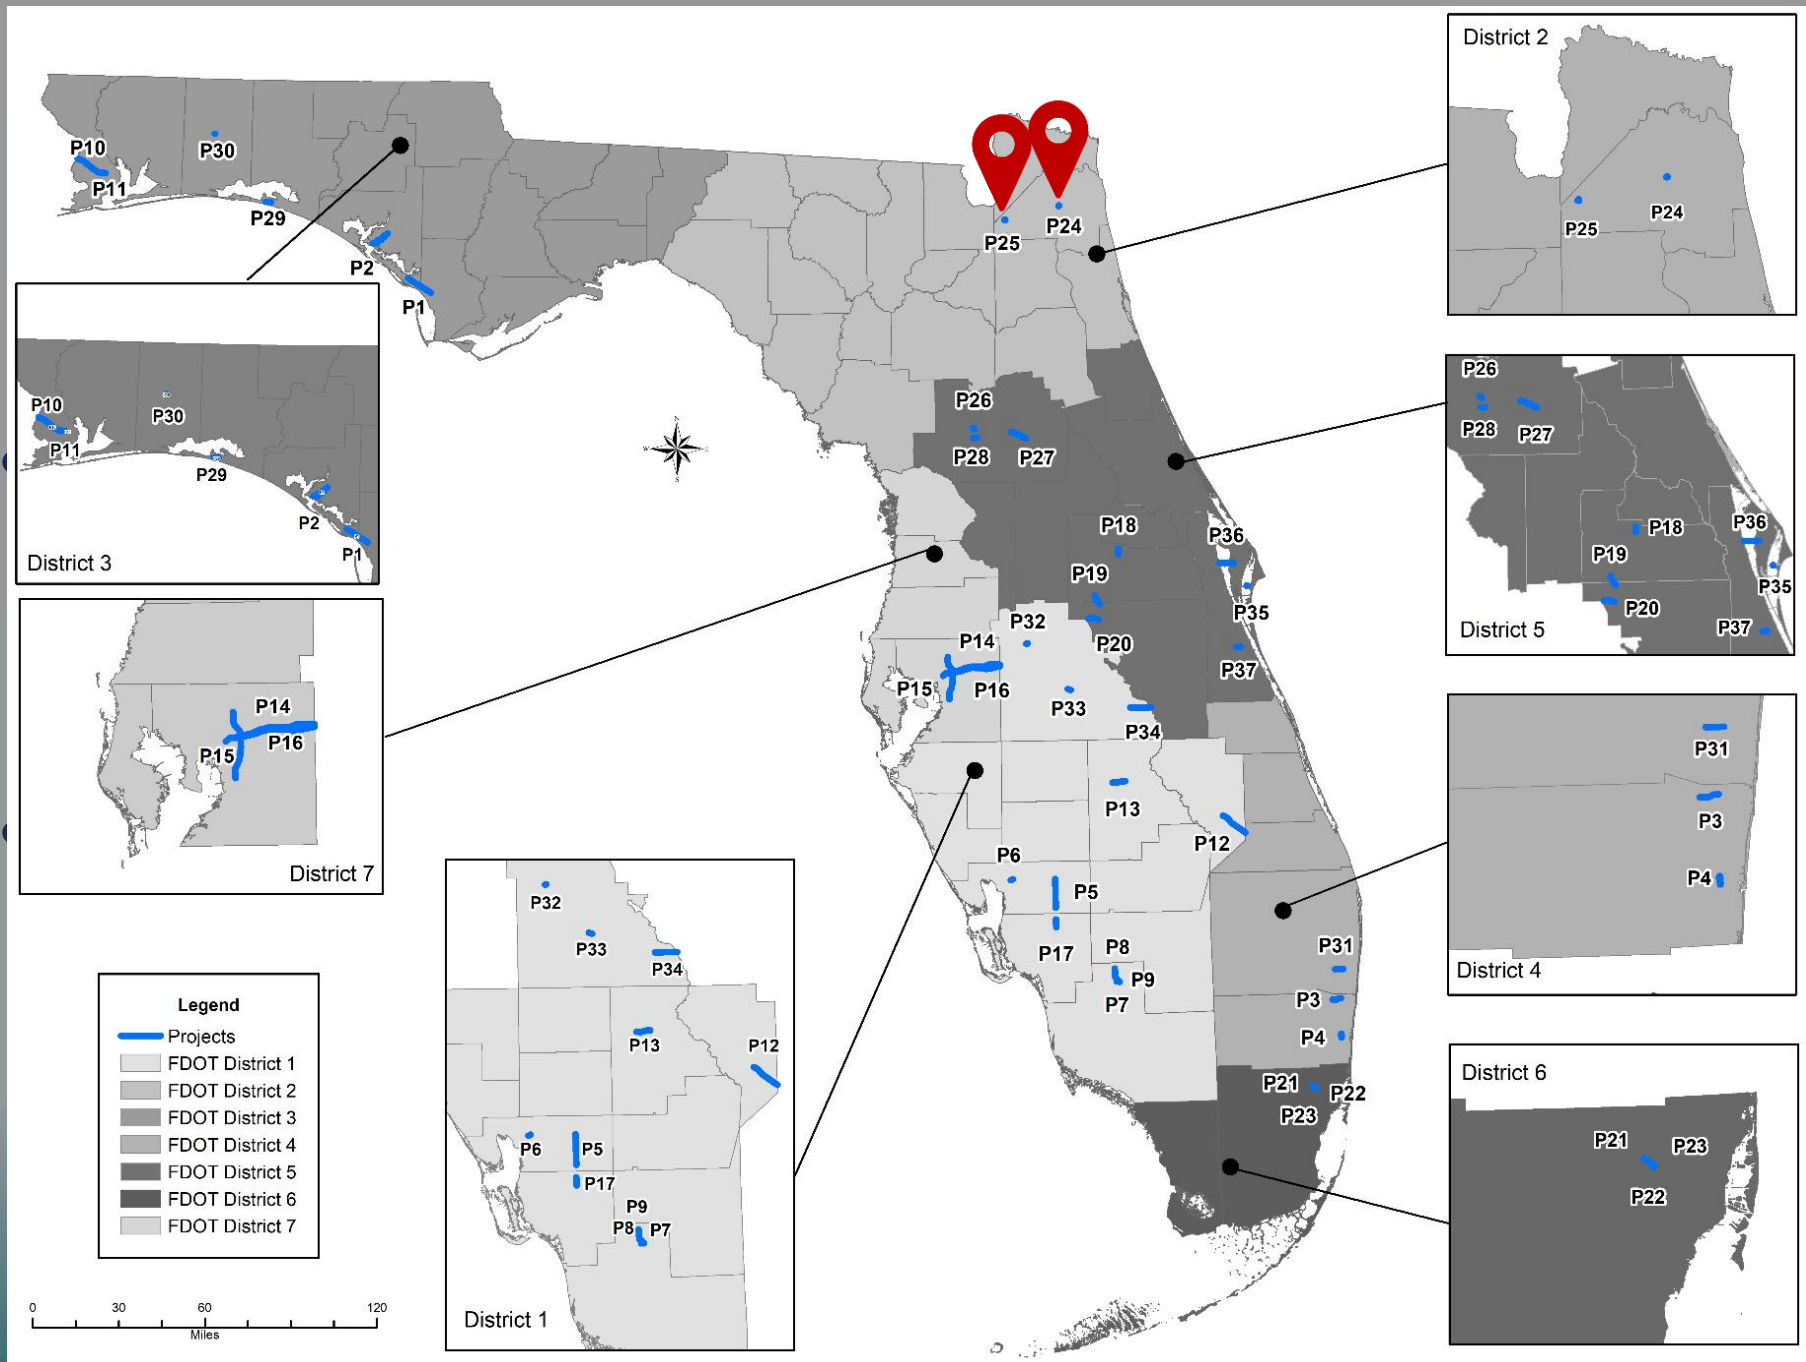 District 2
P25
P24
P10
P11
P30
P29
P2
P1
P25
P24
District 3
P10
P11
P30
P29
P2
P1
District 5
P26
P28
P27
P18
P19
P20
P36
P35
P37
P26
P28
P27
P18
P36
P19
P35
P32
P20
P14
P15
P16
P33
P37
P34
P13
P12
P6
P5
P17
P8
P9
P7
P31
P3
P4
P21
P22
P23
District 7
P14
P15
P16
District 4
P31
P3
P4
District 1
P32
P33
P34
P13
P12
P6
P5
P17
P9
P8
P7
District 6
P21
P23
P22
Legend
Projects
FDOT District 1
FDOT District 2
FDOT District 3
FDOT District 4
FDOT District 5
FDOT District 6
FDOT District 7
0 30 60 120
Miles